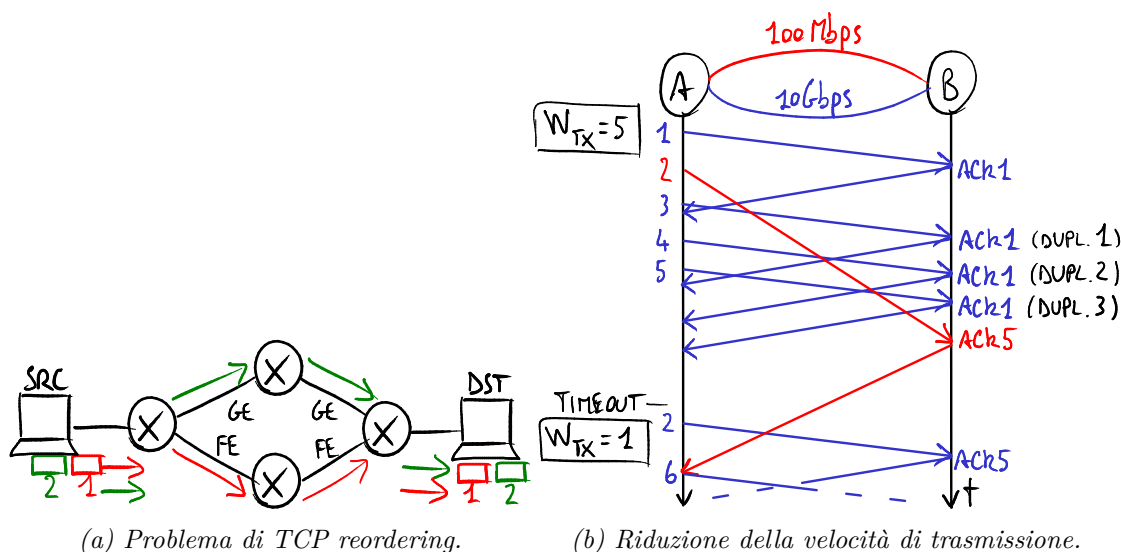 SRC
DST
X
X
X
X
GE
GE
FE
FE
2
1
1
2
(a) Problema di TCP reordering.
100Mbps
10Gbps
A
B
W_TX=5
1
2
3
4
5
ACK1
ACK1 (DUPL. 1)
ACK1 (DUPL. 2)
ACK1 (DUPL. 3)
ACK5
TIMEOUT
W_TX=1
2
6
ACK5
t
(b) Riduzione della velocità di trasmissione.